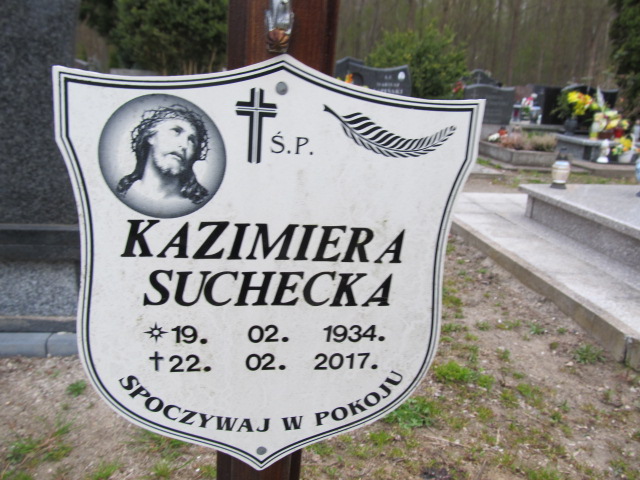 Ś.P.
KAZIMIERA
SUCHECKA
19. 02. 1934.
†22. 02. 2017.
SPOCZYWAJ W POKOJU